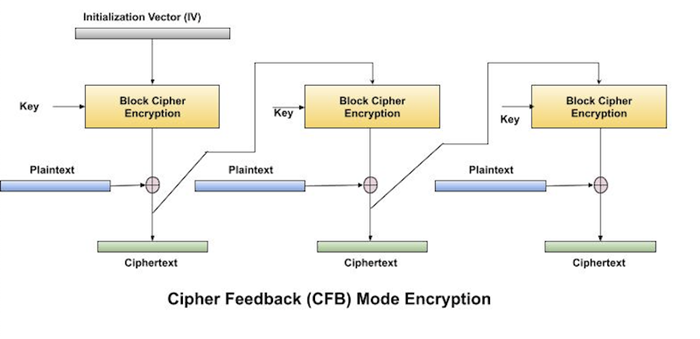 Initialization Vector (IV)
Key
Block Cipher
Encryption
Key
Block Cipher
Encryption
Key
Block Cipher
Encryption
Plaintext
Plaintext
Plaintext
Ciphertext
Ciphertext
Ciphertext
Cipher Feedback (CFB) Mode Encryption